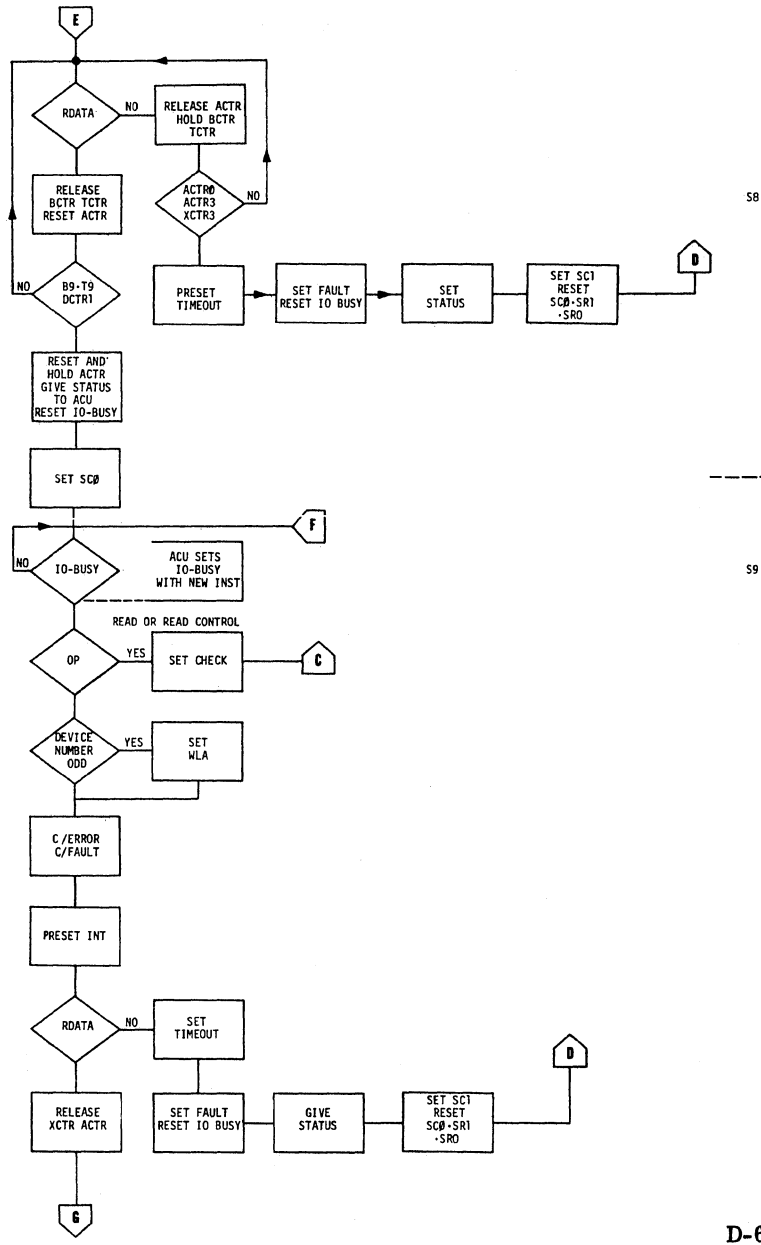 E
RDATA
NO
RELEASE ACTR
HOLD BCTR
TCTR
RELEASE
BCTR TCTR
RESET ACTR
ACTRØ
ACTR3
XCTR3
NO
S8
NO
B9·T9
DCTR1
PRESET
TIMEOUT
SET FAULT
RESET IO BUSY
SET
STATUS
SET SC1
RESET
SCØ·SR1
·SRO
D
RESET AND
HOLD ACTR
GIVE STATUS
TO ACU
RESET IO-BUSY
SET SCØ
F
NO
IO-BUSY
ACU SETS
IO-BUSY
WITH NEW INST
S9
READ OR READ CONTROL
OP
YES
SET CHECK
C
DEVICE
NUMBER
ODD
YES
SET
WLA
C/ERROR
C/FAULT
PRESET INT
RDATA
NO
SET
TIMEOUT
D
RELEASE
XCTR ACTR
SET FAULT
RESET IO BUSY
GIVE
STATUS
SET SC1
RESET
SCØ·SR1
·SRO
G
D-6